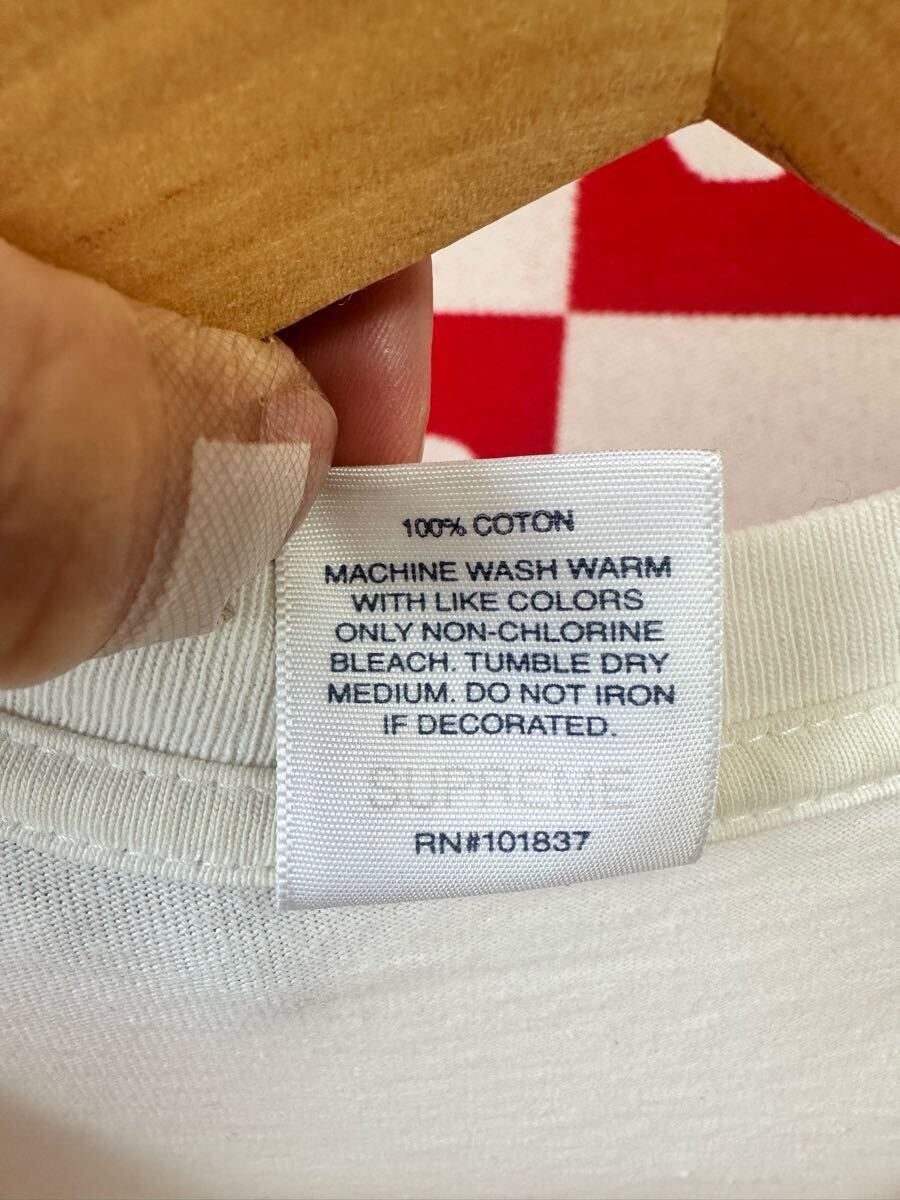 100% COTON
MACHINE WASH WARM
WITH LIKE COLORS
ONLY NON-CHLORINE
BLEACH. TUMBLE DRY
MEDIUM. DO NOT IRON
IF DECORATED.
SUPREME
RN#101837